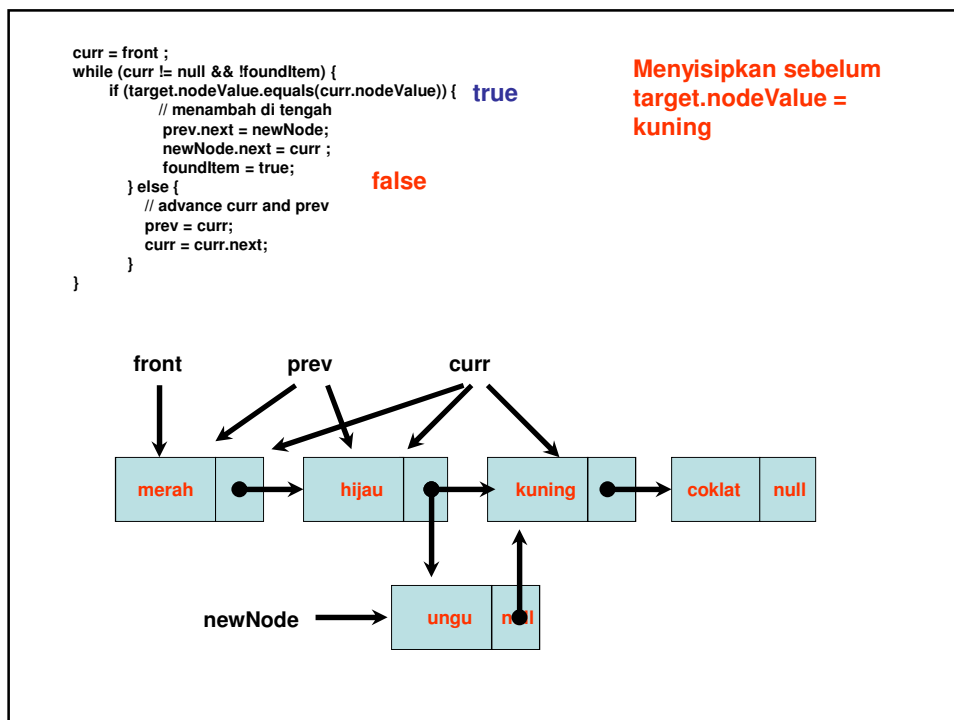 curr = front ;
while (curr != null && !foundItem) {
if (target.nodeValue.equals(curr.nodeValue)) { true
// menambah di tengah
prev.next = newNode;
newNode.next = curr ;
foundItem = true;
} else { false
// advance curr and prev
prev = curr;
curr = curr.next;
}
}
Menyisipkan sebelum
target.nodeValue =
kuning
front prev curr
merah hijau kuning coklat null
newNode ungu null